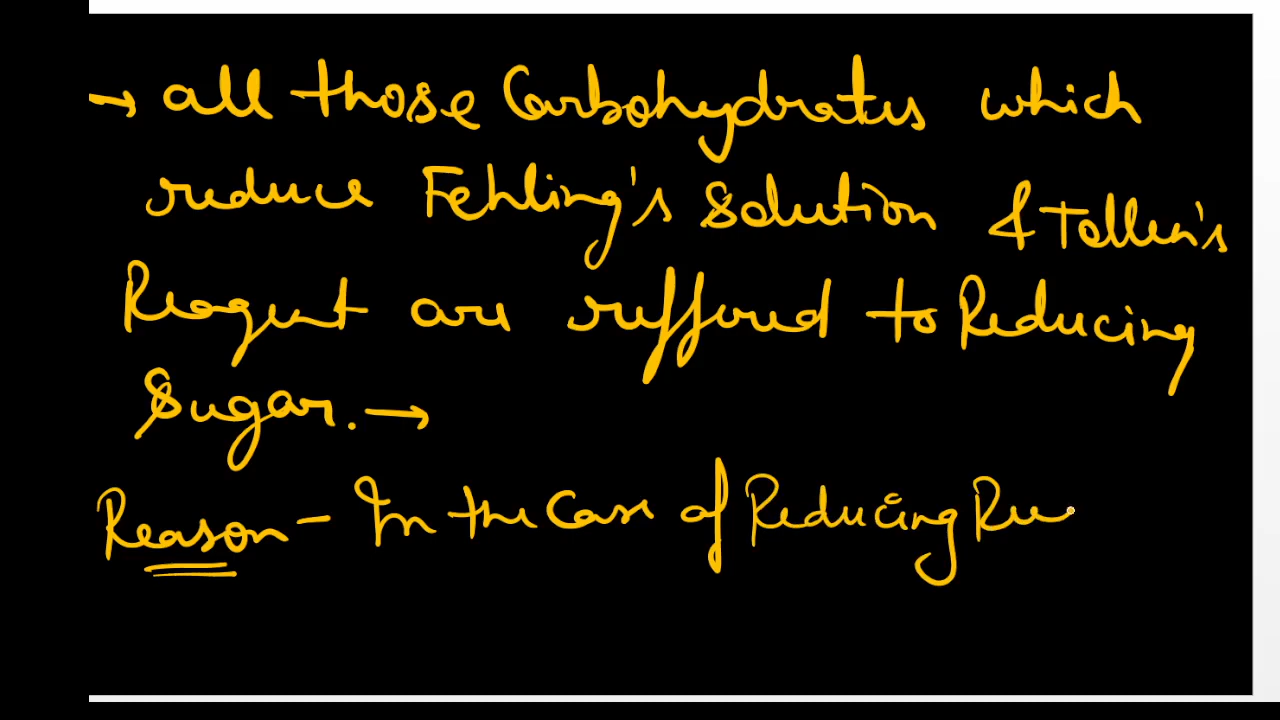 → all those Carbohydrates which
reduce Fehling's Solution & Tollen's
Reagent are reffered to Reducing
Sugar. →
Reason - In the Case of Reducing